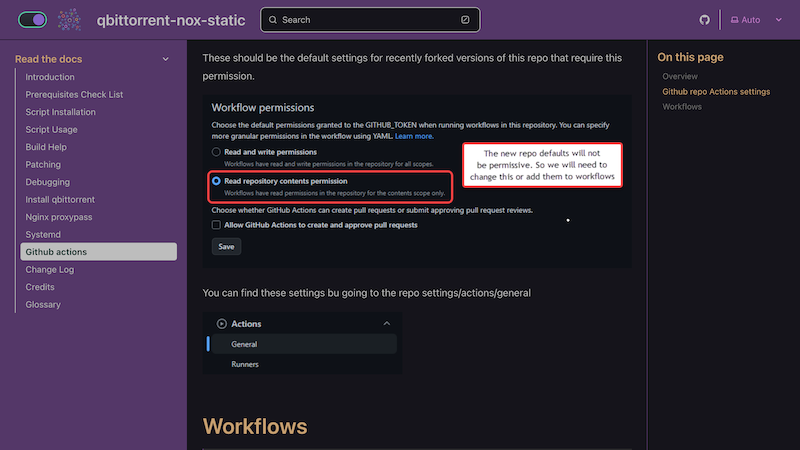 qbittorrent-nox-static
Search
Auto
Read the docs
Introduction
Prerequisites Check List
Script Installation
Script Usage
Build Help
Patching
Debugging
Install qbittorrent
Nginx proxypass
Systemd
Github actions
Change Log
Credits
Glossary
These should be the default settings for recently forked versions of this repo that require this
permission.
Workflow permissions
Choose the default permissions granted to the GITHUB_TOKEN when running workflows in this repository. You can specify
more granular permissions in the workflow using YAML. Learn more.
Read and write permissions
Workflows have read and write permissions in the repository for all scopes.
Read repository contents permission
Workflows have read permissions in the repository for the contents scope only.
The new repo defaults will not
be permissive. So we will need to
change this or add them to workflows
Choose whether GitHub Actions can create pull requests or submit approving pull request reviews.
Allow GitHub Actions to create and approve pull requests
Save
You can find these settings bu going to the repo settings/actions/general
Actions
General
Runners
Workflows
On this page
Overview
Github repo Actions settings
Workflows